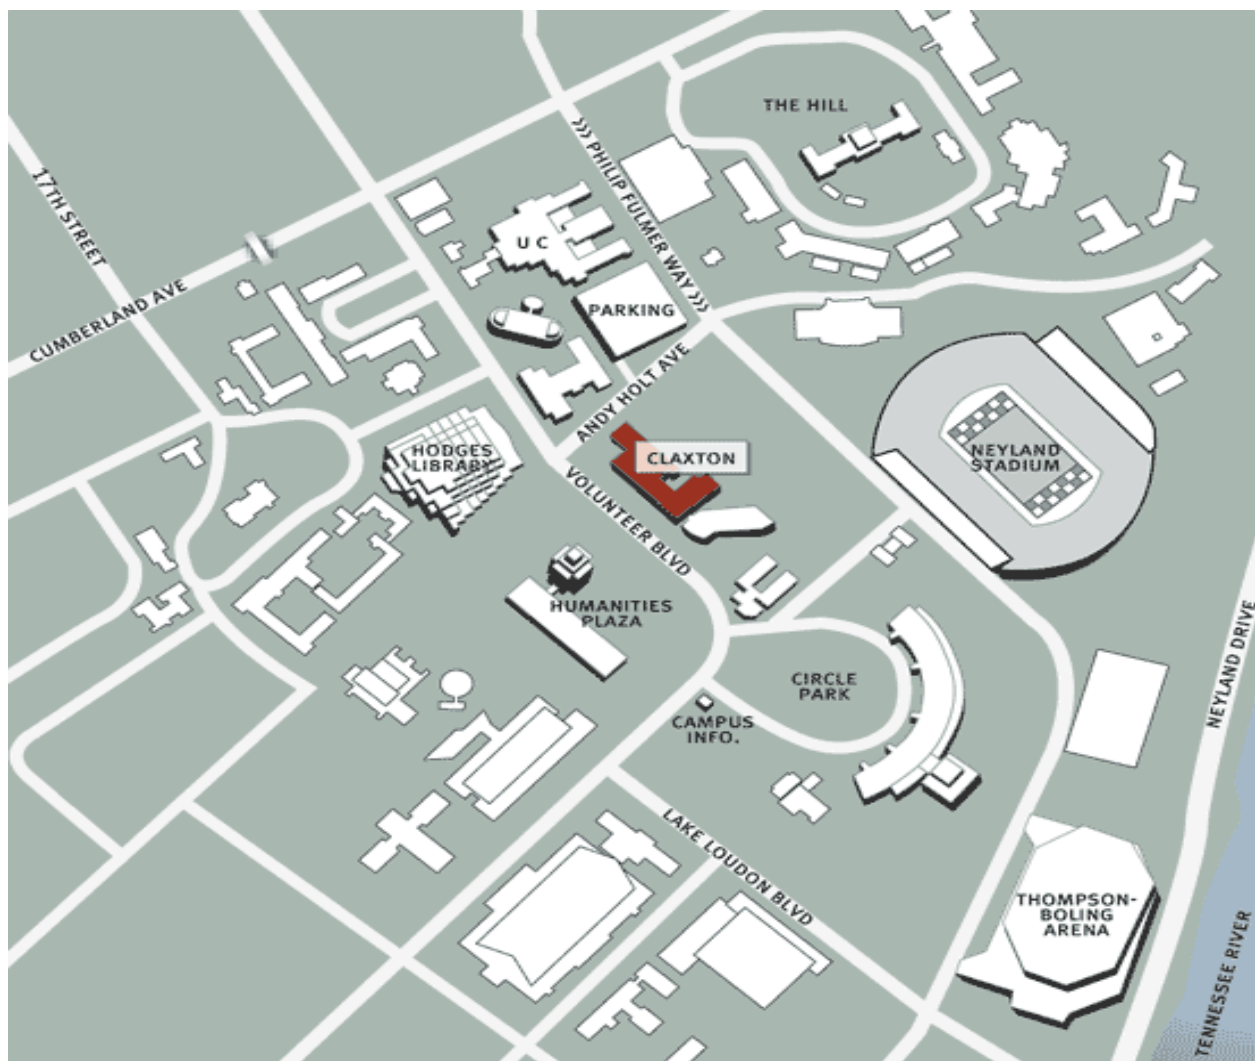 THE HILL
>>> PHILIP FULMER WAY >>>
17TH STREET
U C
CUMBERLAND AVE
PARKING
ANDY HOLT AVE
HODGES
LIBRARY
CLAXTON
NEYLAND
STADIUM
VOLUNTEER BLVD
HUMANITIES
PLAZA
NEYLAND DRIVE
CIRCLE
PARK
CAMPUS
INFO.
LAKE LOUDON BLVD
THOMPSON-
BOLING
ARENA
TENNESSEE RIVER